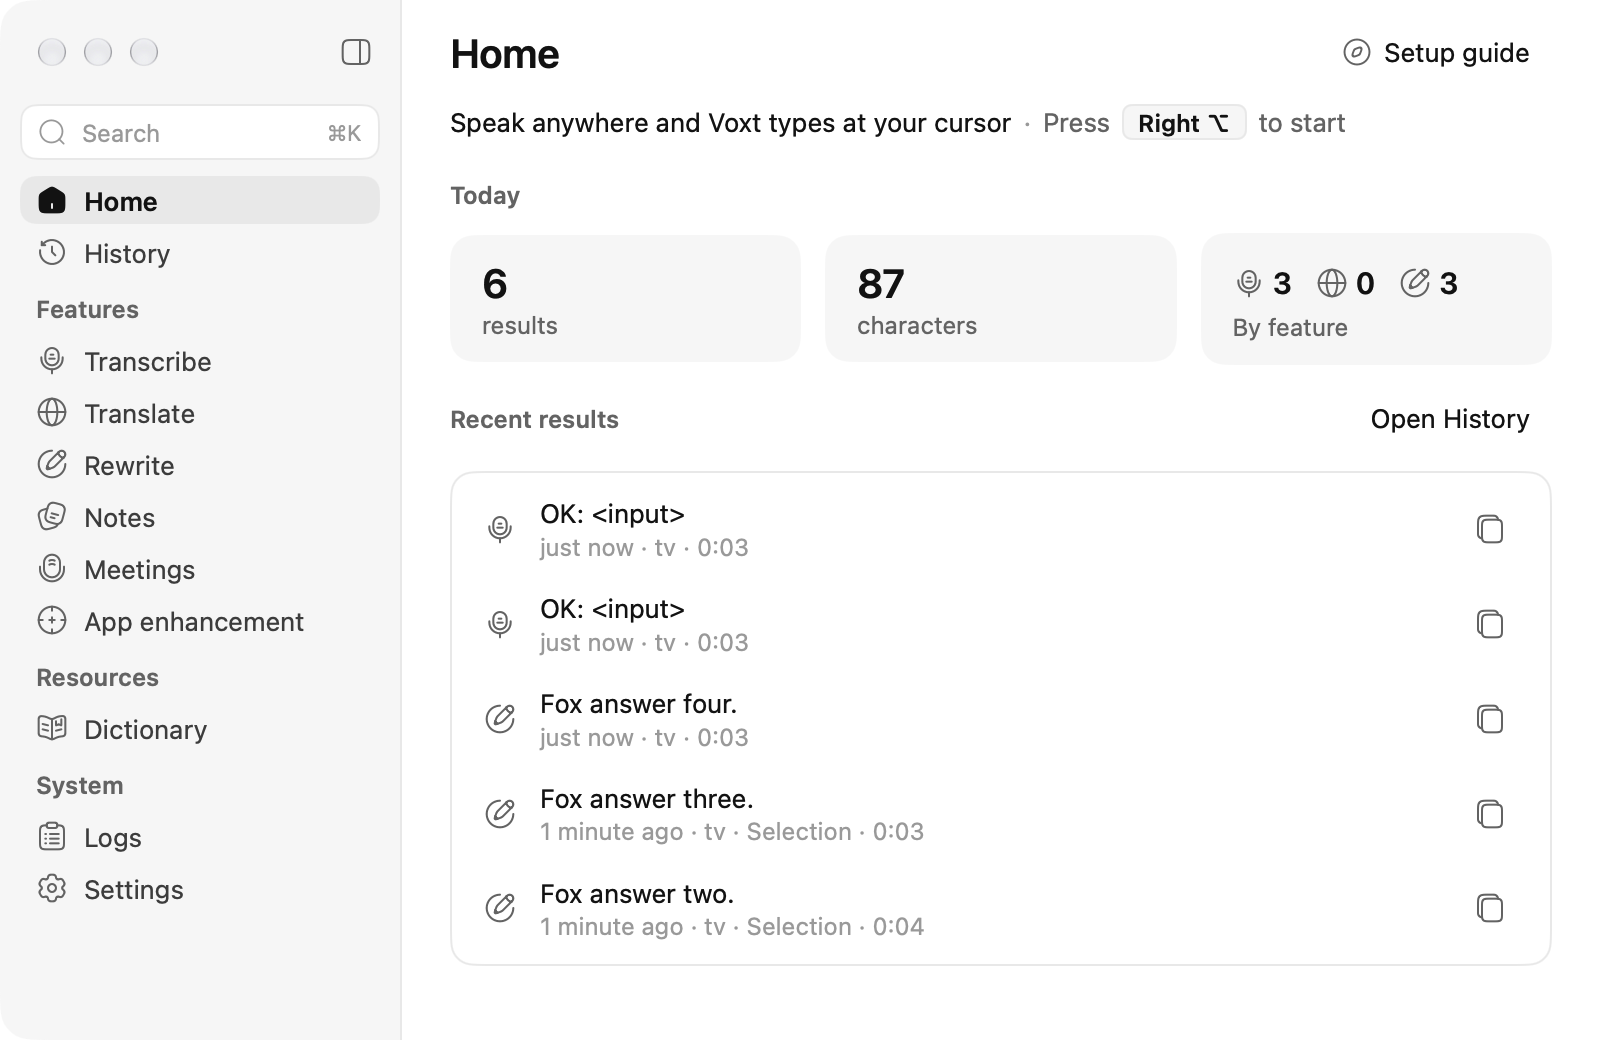 Search ⌘K
Home
History
Features
Transcribe
Translate
Rewrite
Notes
Meetings
App enhancement
Resources
Dictionary
System
Logs
Settings
Home
Setup guide
Speak anywhere and Voxt types at your cursor · Press Right ⌥ to start
Today
6
results
87
characters
3 0 3
By feature
Recent results
Open History
OK: <input>
just now · tv · 0:03
OK: <input>
just now · tv · 0:03
Fox answer four.
just now · tv · 0:03
Fox answer three.
1 minute ago · tv · Selection · 0:03
Fox answer two.
1 minute ago · tv · Selection · 0:04